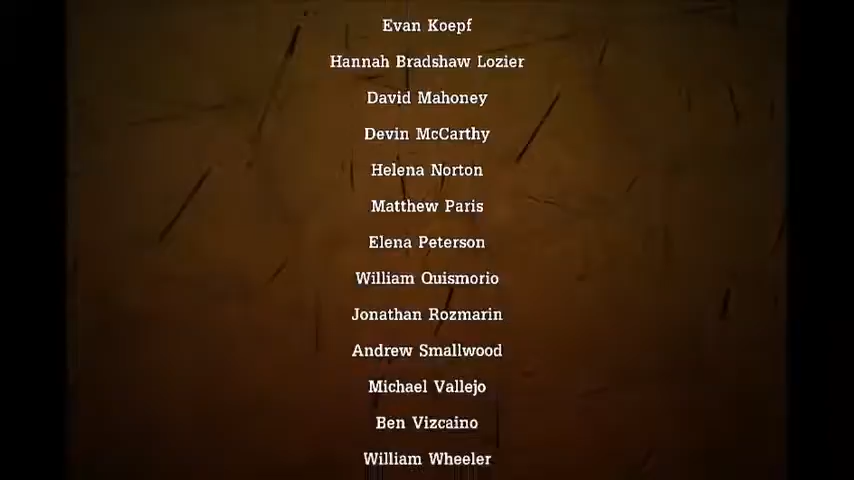 Evan Koepf
Hannah Bradshaw Lozier
David Mahoney
Devin McCarthy
Helena Norton
Matthew Paris
Elena Peterson
William Quismorio
Jonathan Rozmarin
Andrew Smallwood
Michael Vallejo
Ben Vizcaino
William Wheeler